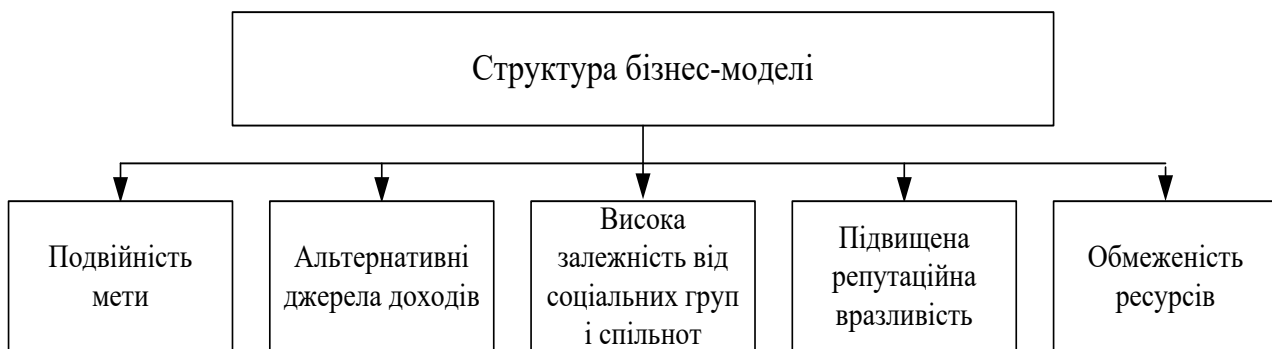 Структура бізнес-моделі
Подвійність
мети
Альтернативні
джерела доходів
Висока
залежність від
соціальних груп
і спільнот
Підвищена
репутаційна
вразливість
Обмеженість
ресурсів